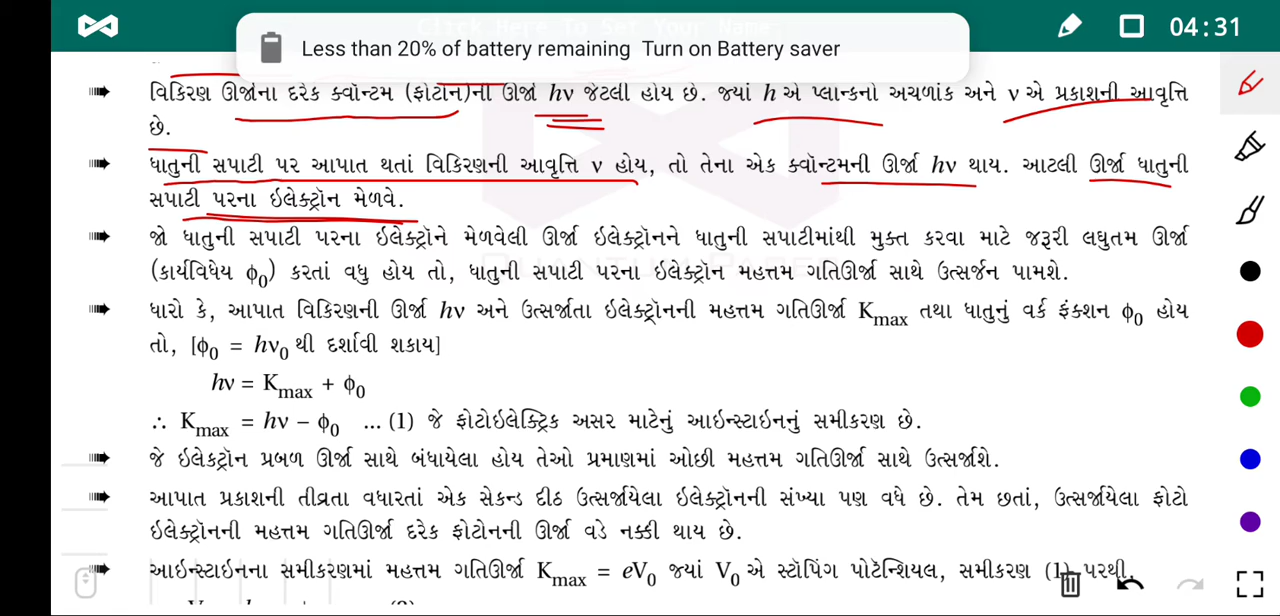 Click Here To Set Your Name
04:31
Less than 20% of battery remaining Turn on Battery saver
વિકિરણ ઊર્જાના દરેક ક્વૉન્ટમ (ફોટૉન)ની ઊર્જા hν જેટલી હોય છે. જ્યાં h એ પ્લાન્કનો અચળાંક અને ν એ પ્રકાશની આવૃત્તિ
છે.
ધાતુની સપાટી પર આપાત થતાં વિકિરણની આવૃત્તિ ν હોય, તો તેના એક ક્વૉન્ટમની ઊર્જા hν થાય. આટલી ઊર્જા ધાતુની
સપાટી પરના ઇલેક્ટ્રૉન મેળવે.
જો ધાતુની સપાટી પરના ઇલેક્ટ્રૉને મેળવેલી ઊર્જા ઇલેક્ટ્રૉનને ધાતુની સપાટીમાંથી મુક્ત કરવા માટે જરૂરી લઘુતમ ઊર્જા
(કાર્યવિધેય ϕ₀) કરતાં વધુ હોય તો, ધાતુની સપાટી પરના ઇલેક્ટ્રૉન મહત્તમ ગતિઊર્જા સાથે ઉત્સર્જન પામશે.
ધારો કે, આપાત વિકિરણની ઊર્જા hν અને ઉત્સર્જાતા ઇલેક્ટ્રૉનની મહત્તમ ગતિઊર્જા Kmax તથા ધાતુનું વર્ક ફંક્શન ϕ₀ હોય
તો, [ϕ₀ = hν₀ થી દર્શાવી શકાય]
hν = Kmax + ϕ₀
∴ Kmax = hν – ϕ₀ ... (1) જે ફોટોઇલેક્ટ્રિક અસર માટેનું આઇન્સ્ટાઇનનું સમીકરણ છે.
જે ઇલેક્ટ્રૉન પ્રબળ ઊર્જા સાથે બંધાયેલા હોય તેઓ પ્રમાણમાં ઓછી મહત્તમ ગતિઊર્જા સાથે ઉત્સર્જાશે.
આપાત પ્રકાશની તીવ્રતા વધારતાં એક સેકન્ડ દીઠ ઉત્સર્જાયેલા ઇલેક્ટ્રૉનની સંખ્યા પણ વધે છે. તેમ છતાં, ઉત્સર્જાયેલા ફોટો
ઇલેક્ટ્રૉનની મહત્તમ ગતિઊર્જા દરેક ફોટોનની ઊર્જા વડે નક્કી થાય છે.
આઇન્સ્ટાઇનના સમીકરણમાં મહત્તમ ગતિઊર્જા Kmax = eV₀ જ્યાં V₀ એ સ્ટૉપિંગ પોટૅન્શિયલ, સમીકરણ (1) પરથી,